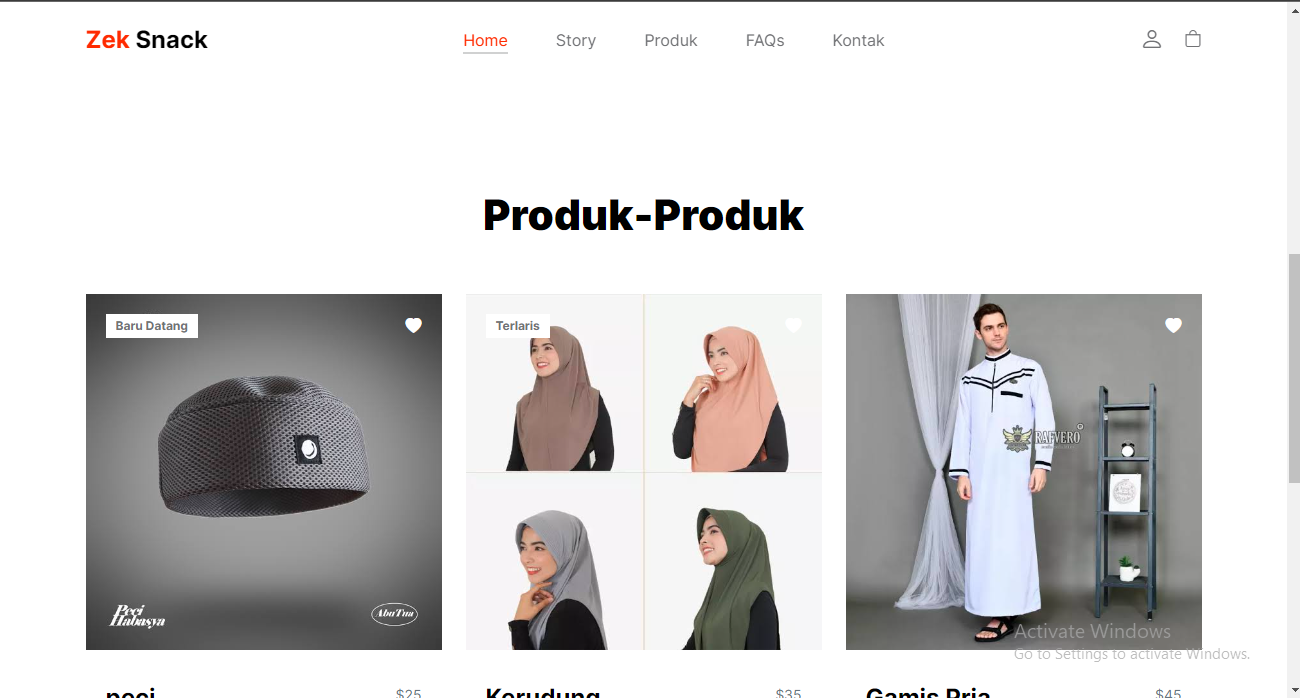 Zek Snack
Home
Story
Produk
FAQs
Kontak
Produk-Produk
Baru Datang
Terlaris
Peci
Habasya
AbuTua
RAFVERO
Activate Windows
Go to Settings to activate Windows.
peci
$25
Kerudung
$35
Gamis Pria
$45